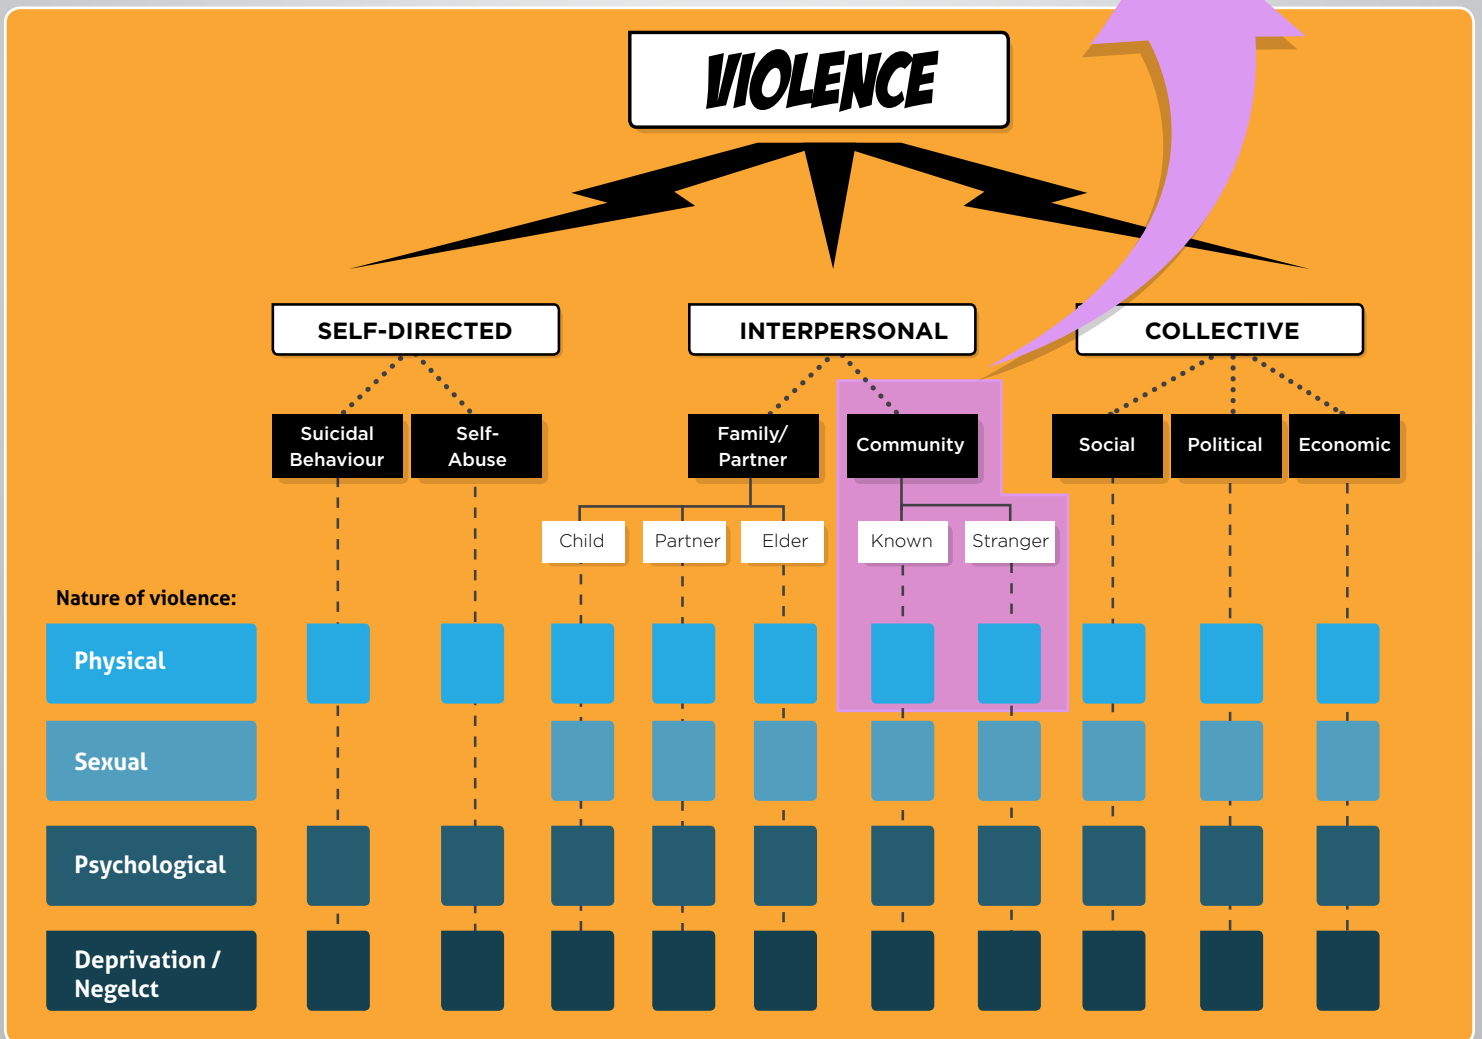 VIOLENCE
SELF-DIRECTED
INTERPERSONAL
COLLECTIVE
Suicidal
Behaviour
Self-
Abuse
Family/
Partner
Community
Social
Political
Economic
Child
Partner
Elder
Known
Stranger
Nature of violence:
Physical
Sexual
Psychological
Deprivation /
Negelct